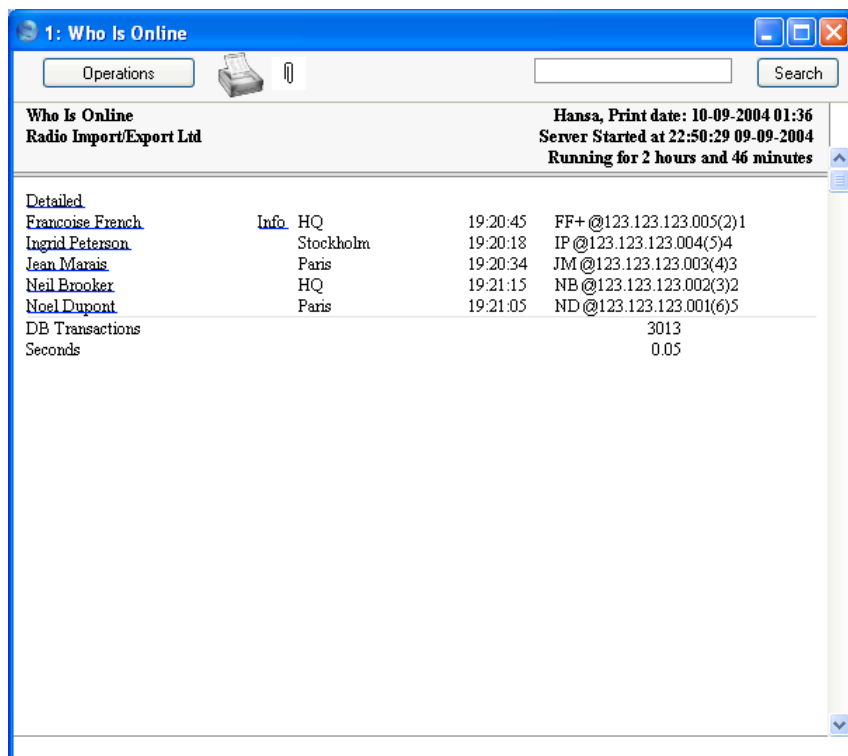 1: Who Is Online
Operations
Search
Who Is Online Hansa, Print date: 10-09-2004 01:36
Radio Import/Export Ltd Server Started at 22:50:29 09-09-2004
Running for 2 hours and 46 minutes
Detailed
Francoise French Info HQ 19:20:45 FF+@123.123.123.005(2)1
Ingrid Peterson Stockholm 19:20:18 IP@123.123.123.004(5)4
Jean Marais Paris 19:20:34 JM@123.123.123.003(4)3
Neil Brooker HQ 19:21:15 NB@123.123.123.002(3)2
Noel Dupont Paris 19:21:05 ND@123.123.123.001(6)5
DB Transactions 3013
Seconds 0.05